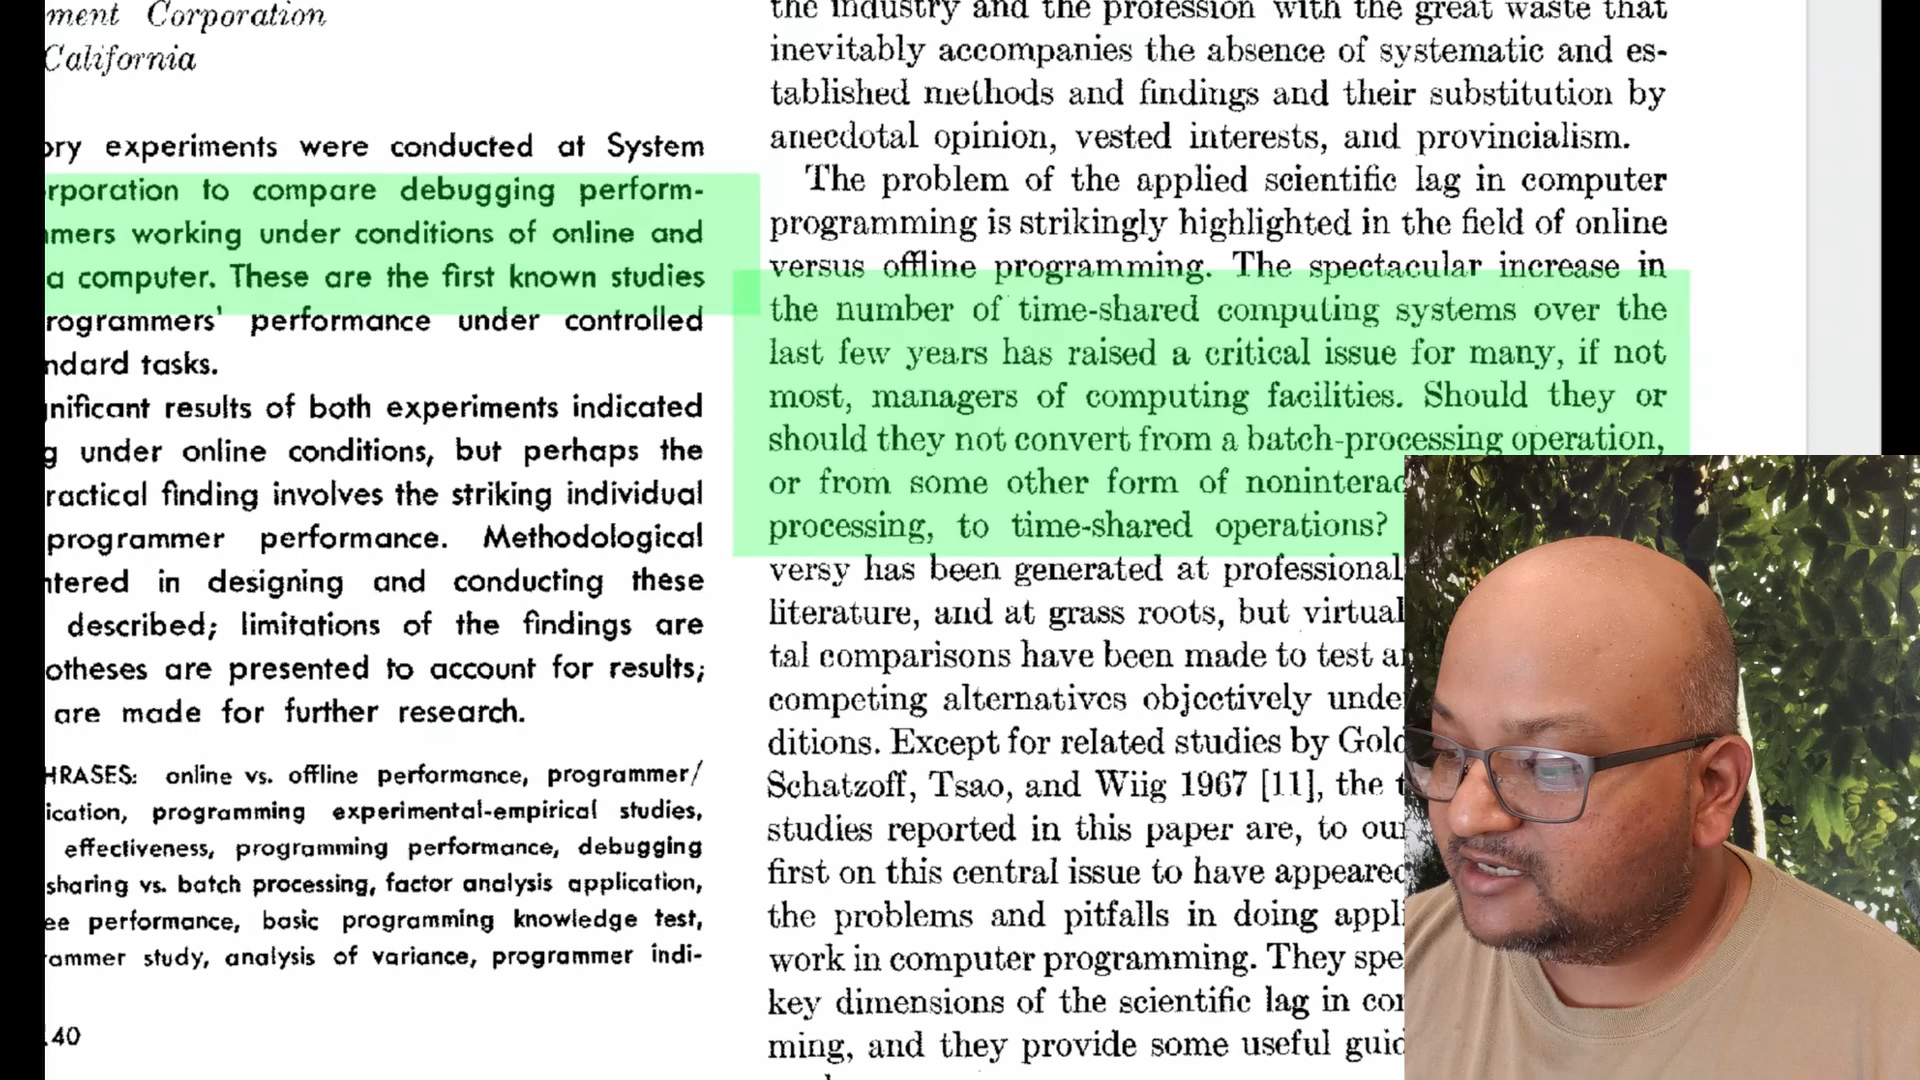 ment Corporation
California
ory experiments were conducted at System
rporation to compare debugging perform-
mers working under conditions of online and
a computer. These are the first known studies
rogrammers' performance under controlled
ndard tasks.
gnificant results of both experiments indicated
g under online conditions, but perhaps the
ractical finding involves the striking individual
programmer performance. Methodological
ntered in designing and conducting these
described; limitations of the findings are
otheses are presented to account for results;
are made for further research.
HRASES: online vs. offline performance, programmer/
ication, programming experimental-empirical studies,
effectiveness, programming performance, debugging
sharing vs. batch processing, factor analysis application,
ee performance, basic programming knowledge test,
ammer study, analysis of variance, programmer indi-
.40
the industry and the profession with the great waste that
inevitably accompanies the absence of systematic and es-
tablished methods and findings and their substitution by
anecdotal opinion, vested interests, and provincialism.
The problem of the applied scientific lag in computer
programming is strikingly highlighted in the field of online
versus offline programming. The spectacular increase in
the number of time-shared computing systems over the
last few years has raised a critical issue for many, if not
most, managers of computing facilities. Should they or
should they not convert from a batch-processing operation,
or from some other form of noninterac
processing, to time-shared operations?
versy has been generated at professional
literature, and at grass roots, but virtual
tal comparisons have been made to test a
competing alternatives objectively unde
ditions. Except for related studies by Gold
Schatzoff, Tsao, and Wiig 1967 [11], the t
studies reported in this paper are, to ou
first on this central issue to have appeared
the problems and pitfalls in doing appl
work in computer programming. They spe
key dimensions of the scientific lag in co
ming, and they provide some useful guid